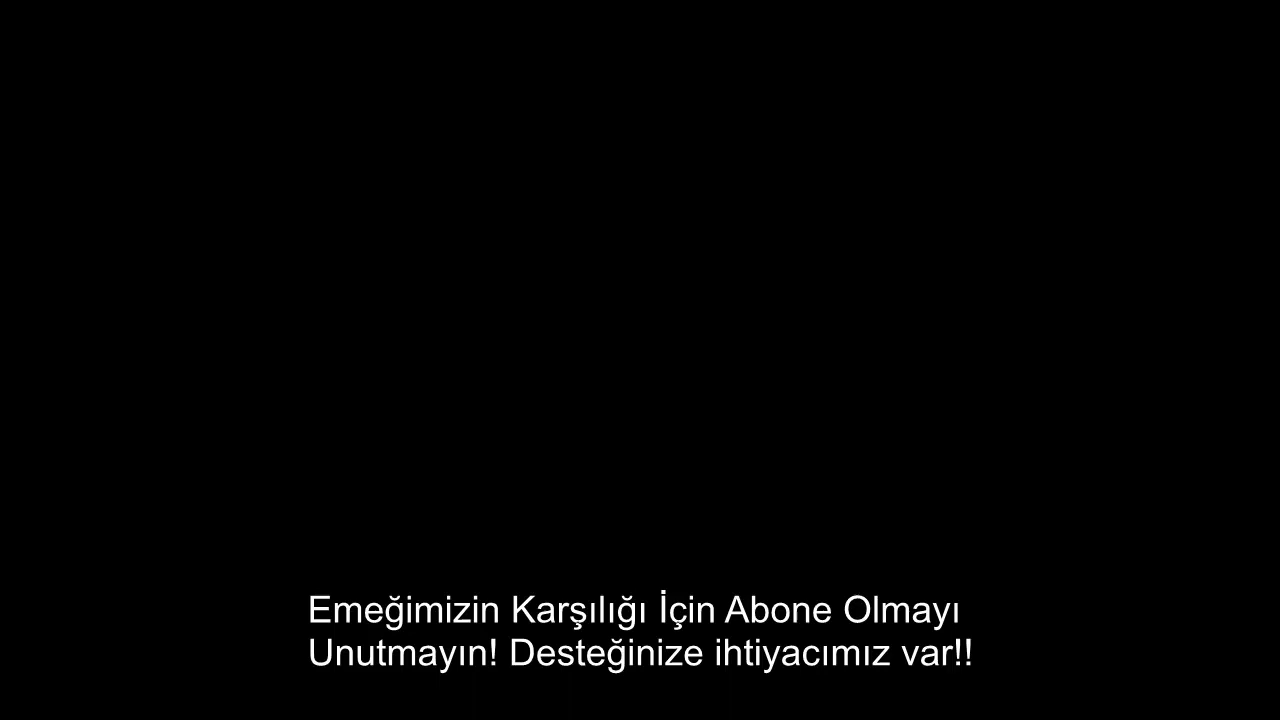 Emeğimizin Karşılığı İçin Abone Olmayı
Unutmayın! Desteğinize ihtiyacımız var!!